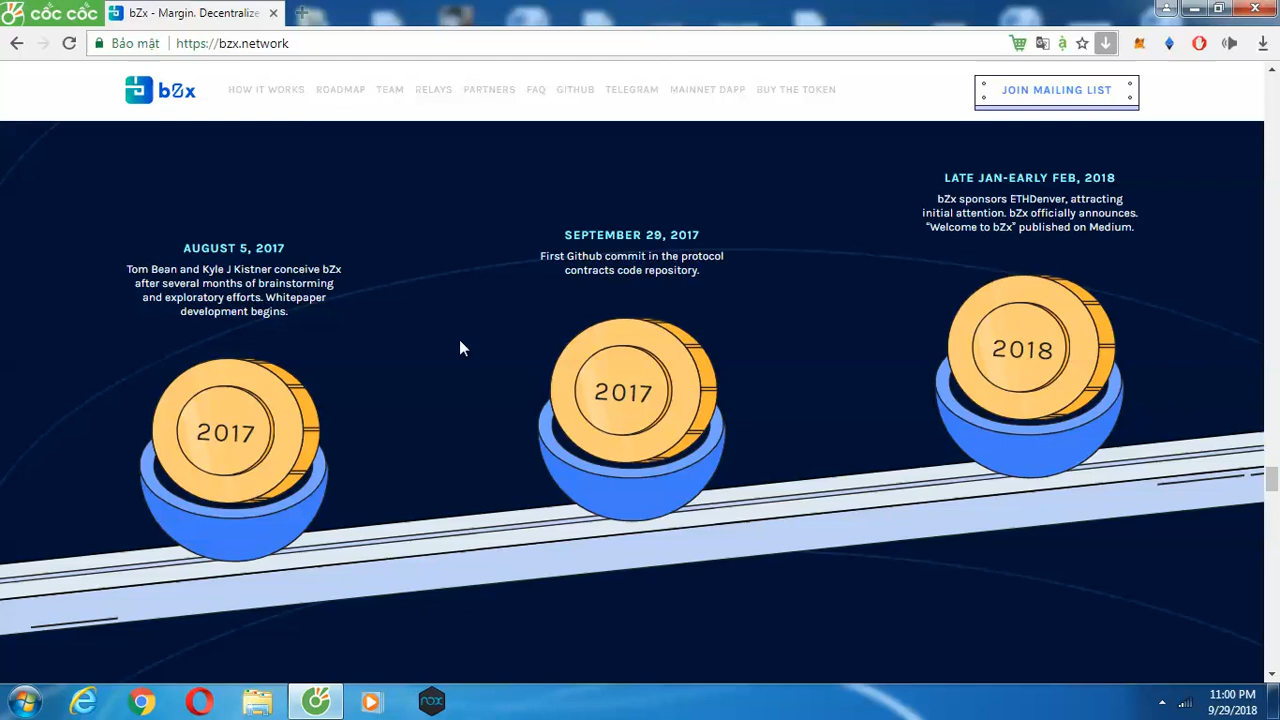 cốc cốc
bZx - Margin. Decentralize
Bảo mật
https://bzx.network
bZx
HOW IT WORKS ROADMAP TEAM RELAYS PARTNERS FAQ GITHUB TELEGRAM MAINNET DAPP BUY THE TOKEN
JOIN MAILING LIST
AUGUST 5, 2017
Tom Bean and Kyle J Kistner conceive bZx
after several months of brainstorming
and exploratory efforts. Whitepaper
development begins.
2017
SEPTEMBER 29, 2017
First Github commit in the protocol
contracts code repository.
2017
LATE JAN-EARLY FEB, 2018
bZx sponsors ETHDenver, attracting
initial attention. bZx officially announces.
“Welcome to bZx” published on Medium.
2018
nox
11:00 PM
9/29/2018